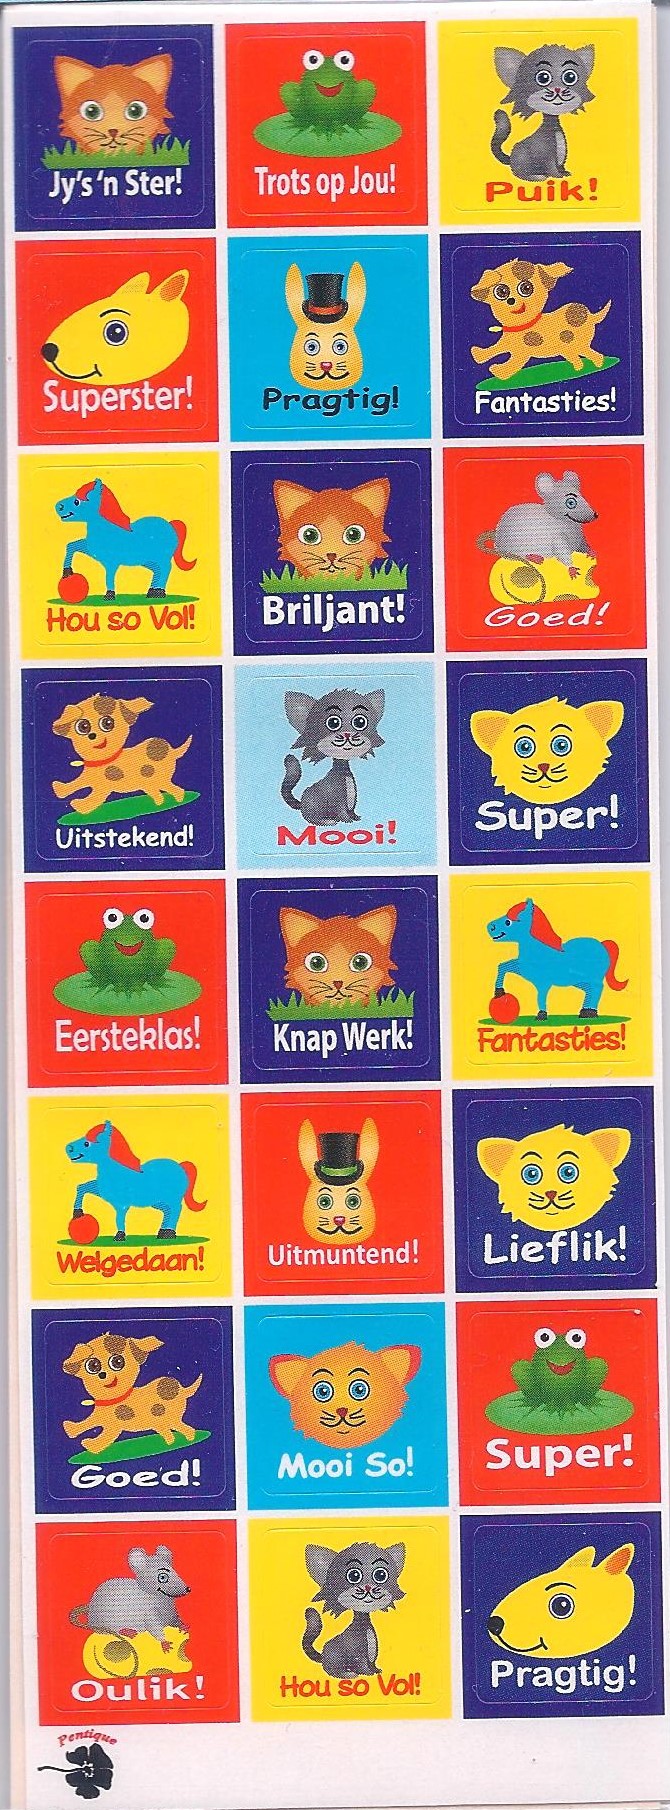 Jy's 'n Ster!
Trots op Jou!
Puik!
Superster!
Pragtig!
Fantasties!
Hou so Vol!
Briljant!
Goed!
Uitstekend!
Mooi!
Super!
Eersteklas!
Knap Werk!
Fantasties!
Welgedaan!
Uitmuntend!
Lieflik!
Goed!
Mooi So!
Super!
Oulik!
Hou so Vol!
Pragtig!
Pentique